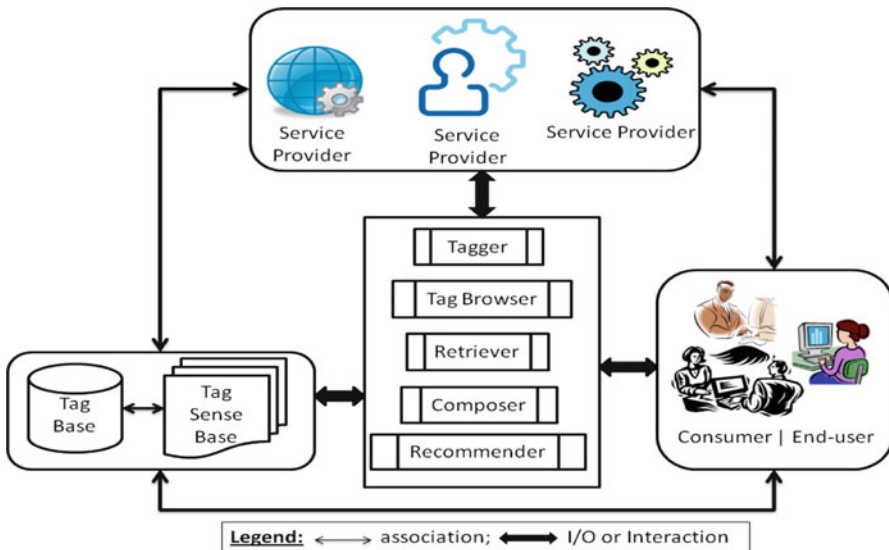 Service
Provider
Service
Provider
Service Provider
Tagger
Tag Browser
Retriever
Composer
Recommender
Tag
Base
Tag
Sense
Base
Consumer | End-user
Legend: association; I/O or Interaction